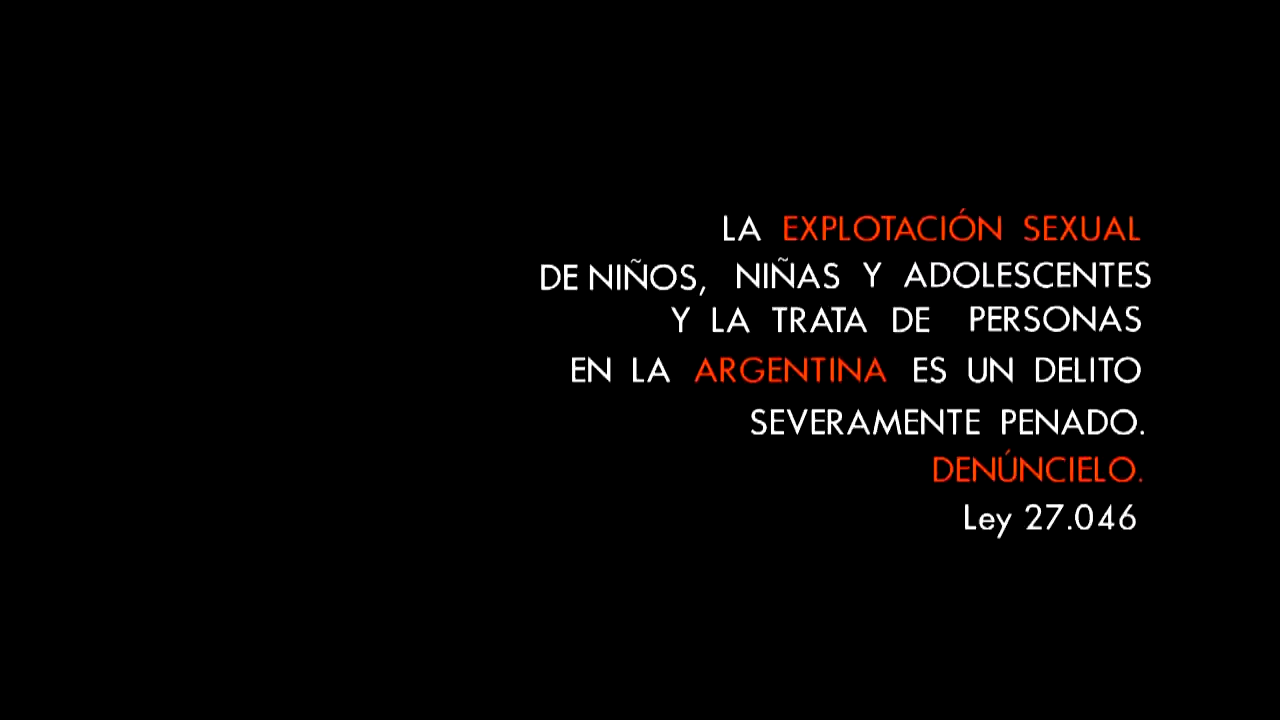 LA EXPLOTACIÓN SEXUAL
DE NIÑOS, NIÑAS Y ADOLESCENTES
Y LA TRATA DE PERSONAS
EN LA ARGENTINA ES UN DELITO
SEVERAMENTE PENADO.
DENÚNCIELO.
Ley 27.046